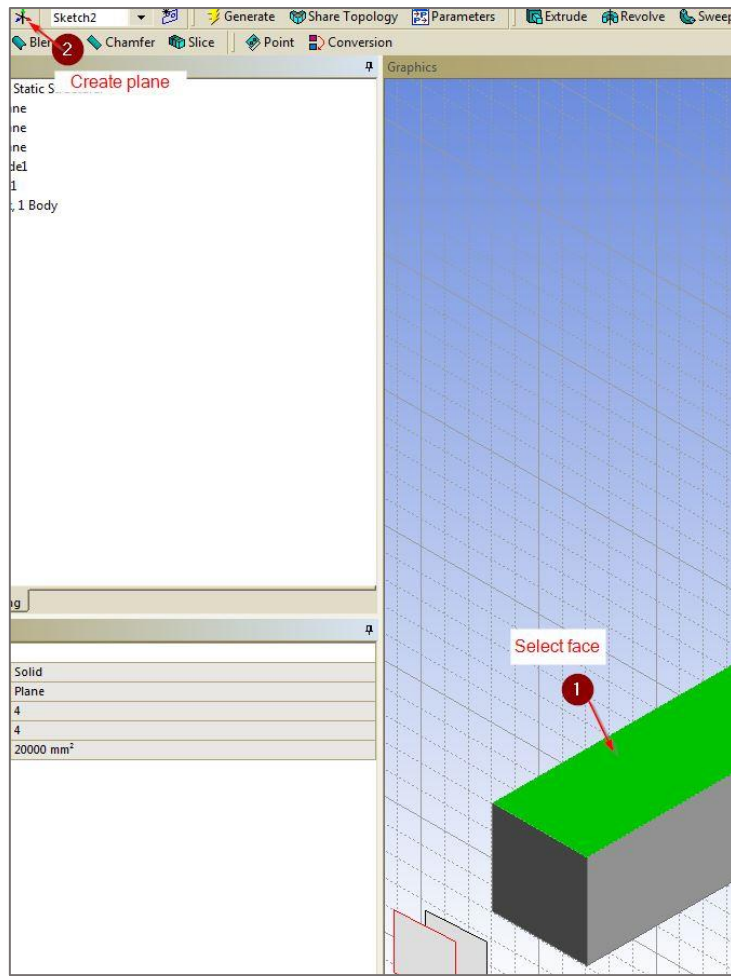 Sketch2 Generate Share Topology Parameters Extrude Revolve Sweep
2 Chamfer Slice Point Conversion
Create plane
Graphics
Static
ne
ne
ne
de1
1
, 1 Body
ng
Select face
1
Solid
Plane
4
4
20000 mm²